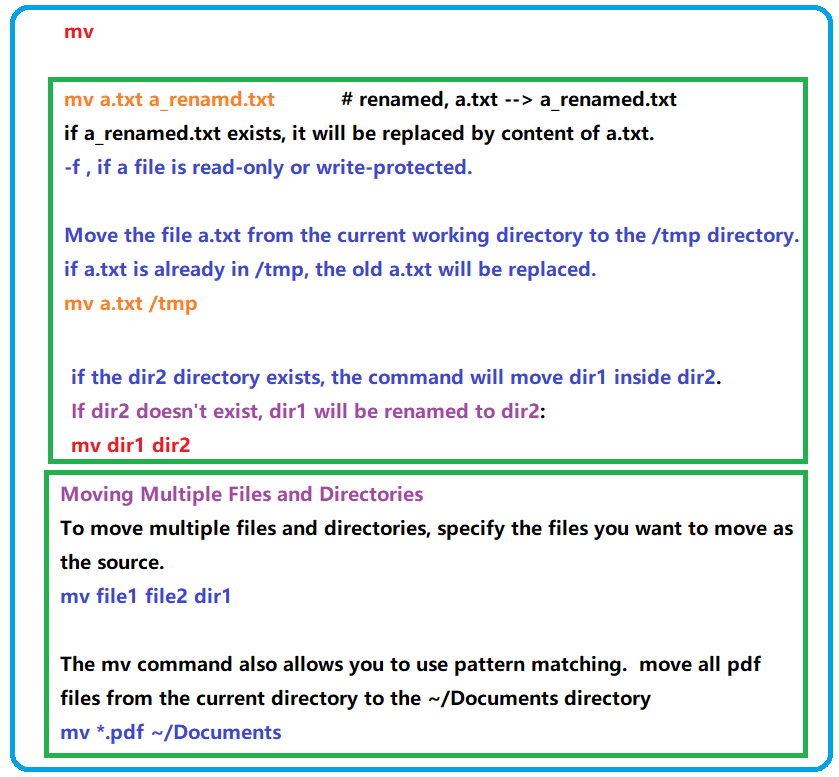 mv
mv a.txt a_renamd.txt # renamed, a.txt --> a_renamed.txt
if a_renamed.txt exists, it will be replaced by content of a.txt.
-f , if a file is read-only or write-protected.
Move the file a.txt from the current working directory to the /tmp directory.
if a.txt is already in /tmp, the old a.txt will be replaced.
mv a.txt /tmp
if the dir2 directory exists, the command will move dir1 inside dir2.
If dir2 doesn't exist, dir1 will be renamed to dir2:
mv dir1 dir2
Moving Multiple Files and Directories
To move multiple files and directories, specify the files you want to move as
the source.
mv file1 file2 dir1
The mv command also allows you to use pattern matching.  move all pdf
files from the current directory to the ~/Documents directory
mv *.pdf ~/Documents